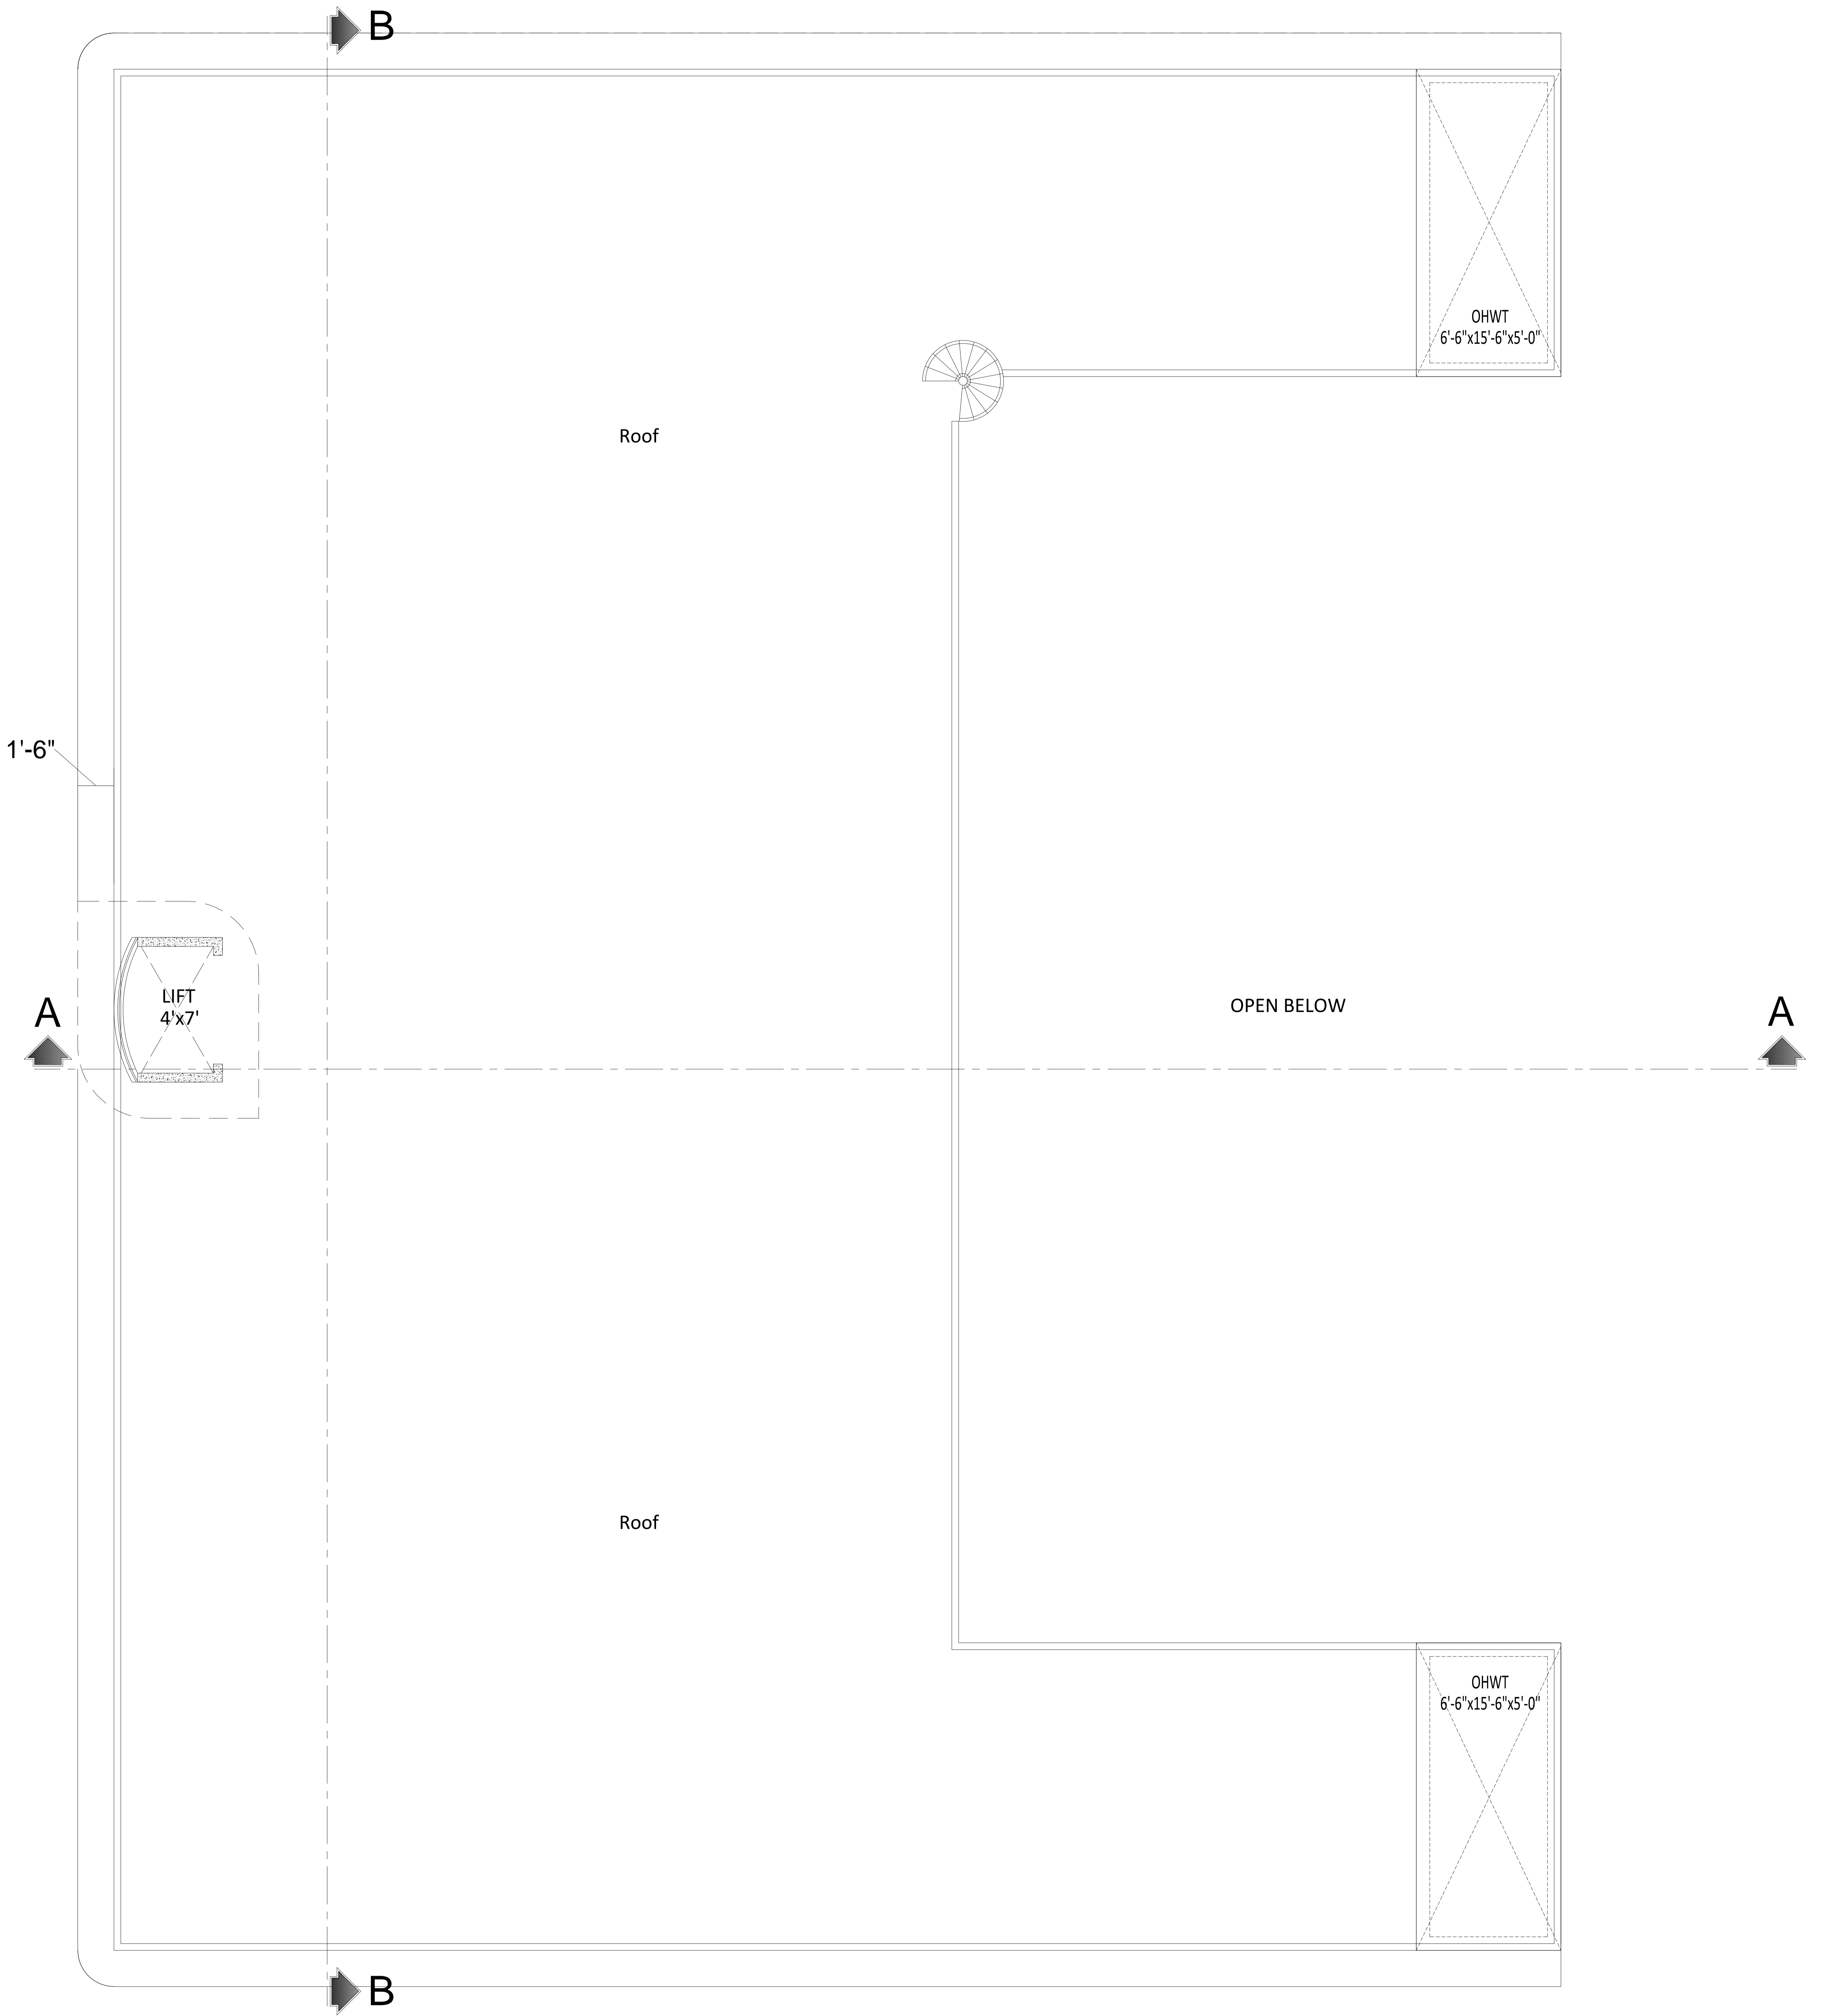 B
OHWT
6'-6"x15'-6"x5'-0"
Roof
1'-6"
LIFT
4'x7'
A
OPEN BELOW
A
Roof
OHWT
6'-6"x15'-6"x5'-0"
B